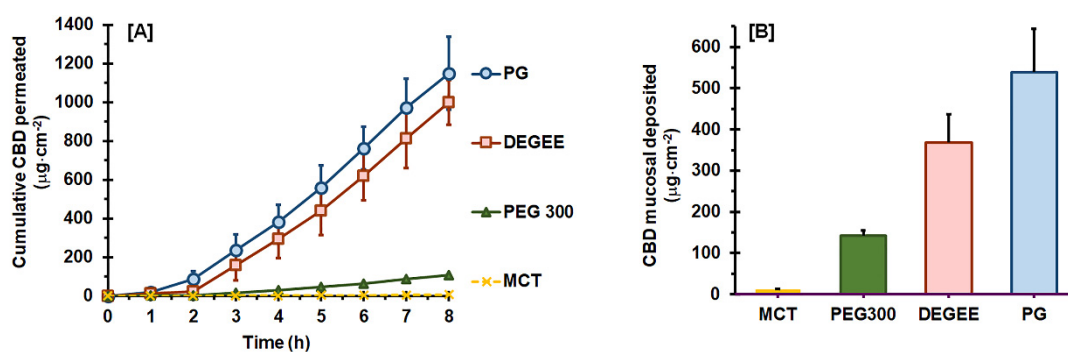 [A]
Cumulative CBD permeated
(µg·cm-2)
1400
1200
1000
800
600
400
200
0
0 1 2 3 4 5 6 7 8
Time (h)
PG
DEGEE
PEG 300
MCT
[B]
CBD mucosal deposited
(µg·cm-2)
600
500
400
300
200
100
0
MCT PEG300 DEGEE PG